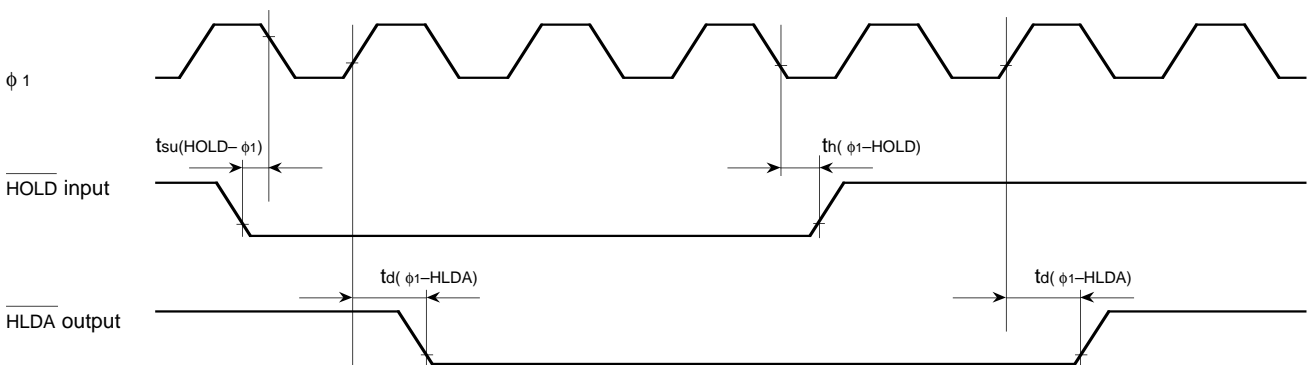 ϕ 1
tsu(HOLD– ϕ1)
th( ϕ1–HOLD)
HOLD input
td( ϕ1–HLDA)
td( ϕ1–HLDA)
HLDA output